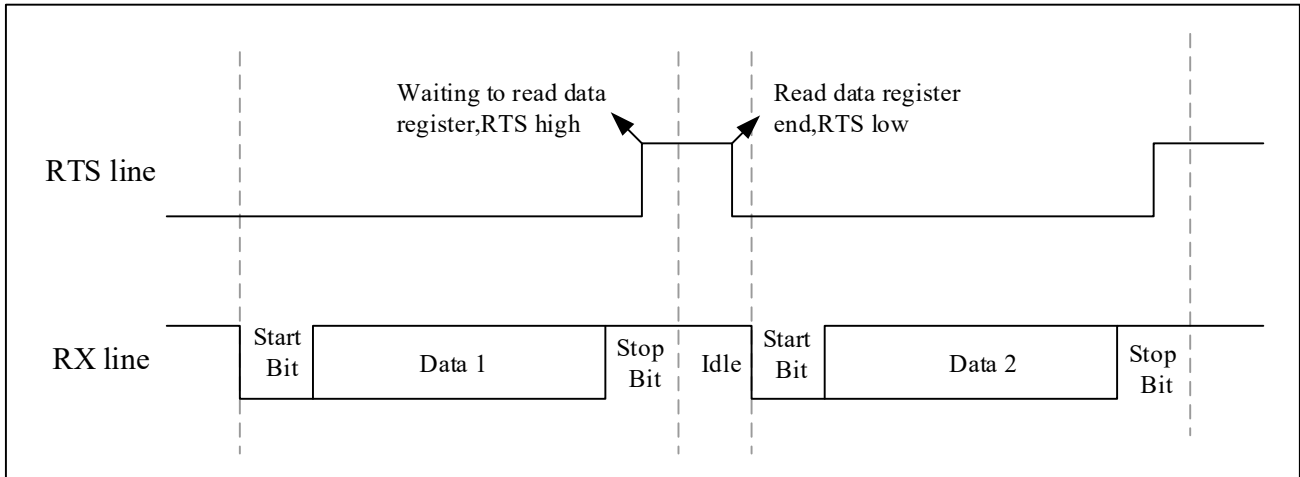 Waiting to read data
register,RTS high
Read data register
end,RTS low
RTS line
RX line
Start
Bit
Data 1
Stop
Bit
Idle
Start
Bit
Data 2
Stop
Bit